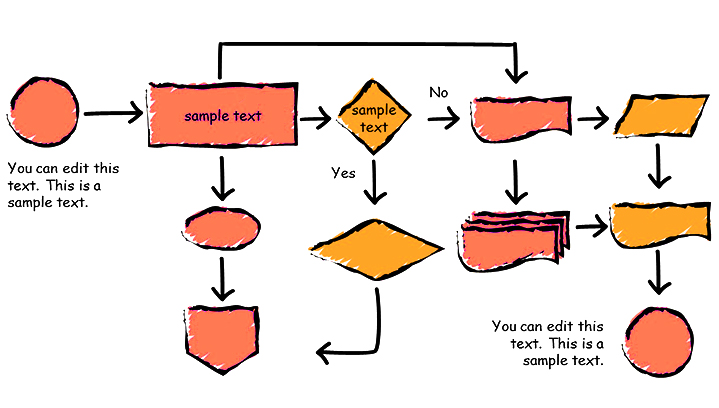 No
sample text
sample
text
You can edit this
text. This is a
sample text.
Yes
You can edit this
text. This is a
sample text.